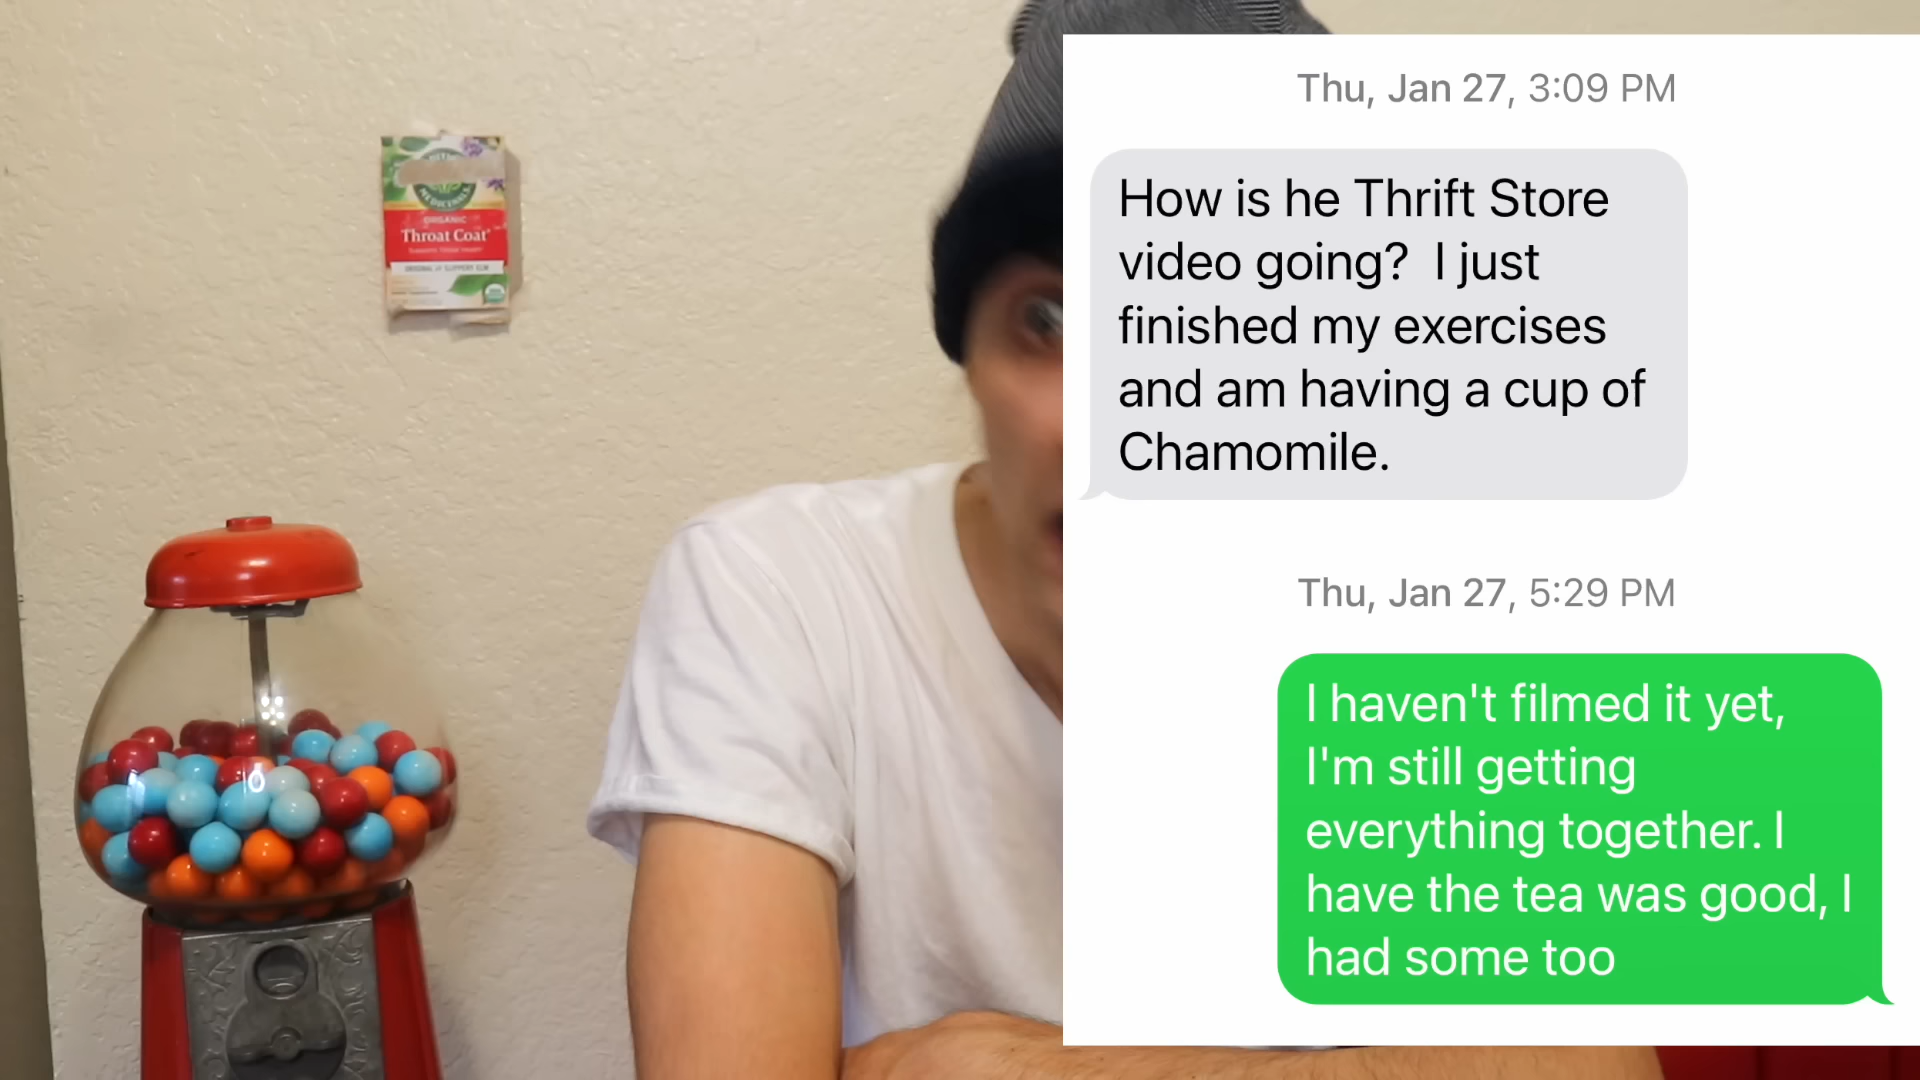 MEDICINALS
ORGANIC
Throat Coat
Thu, Jan 27, 3:09 PM
How is he Thrift Store
video going?  I just
finished my exercises
and am having a cup of
Chamomile.
Thu, Jan 27, 5:29 PM
I haven't filmed it yet,
I'm still getting
everything together. I
have the tea was good, I
had some too